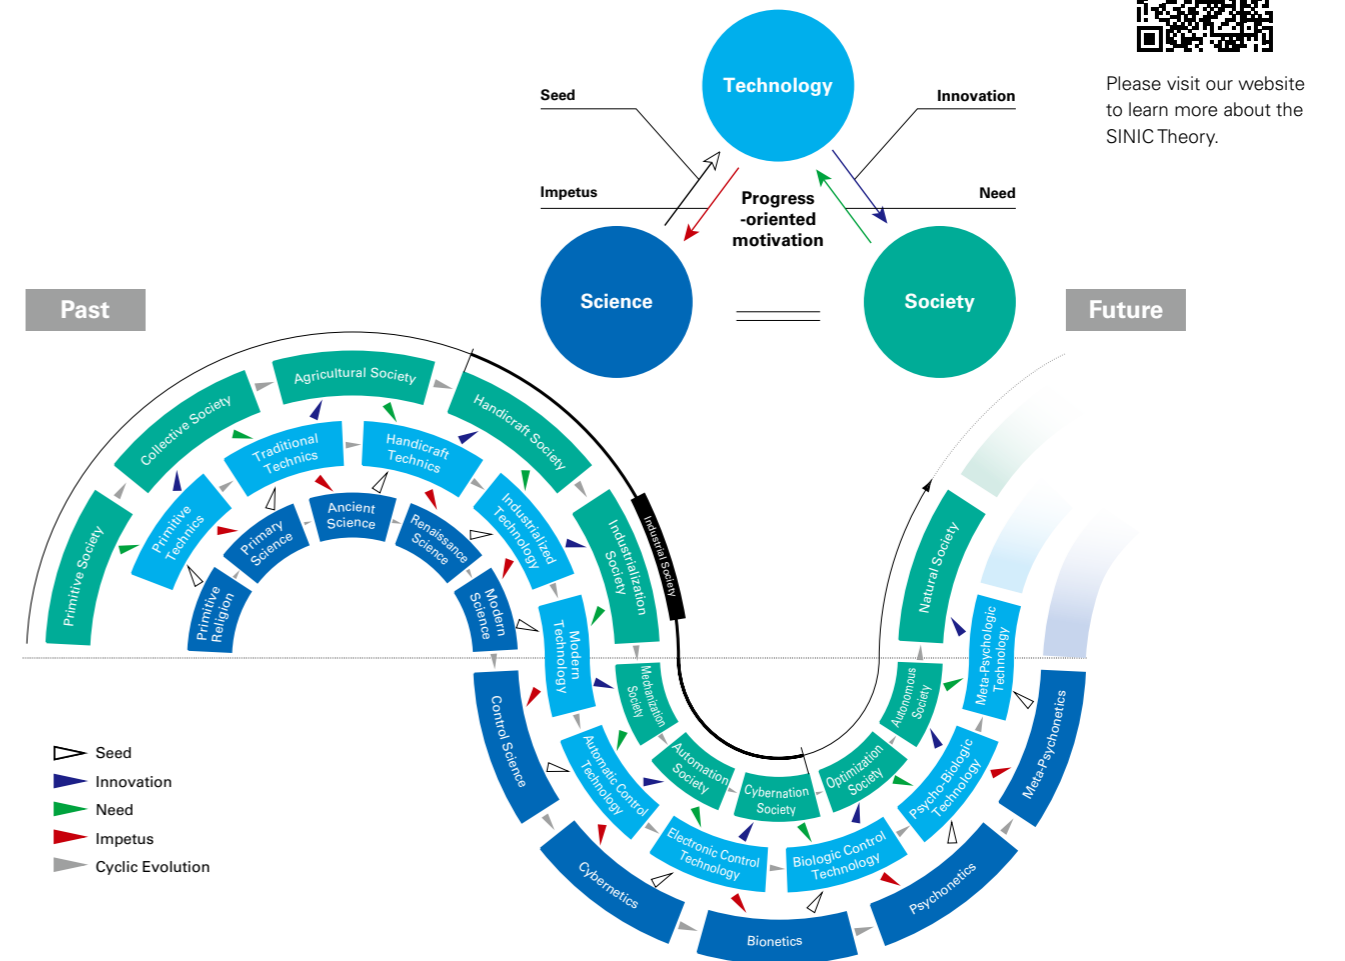 Technology
Seed
Innovation
Please visit our website
to learn more about the
SINIC Theory.
Impetus
Need
Progress
-oriented
motivation
Science
Society
Past
Future
Primitive Society
Collective Society
Agricultural Society
Handicraft Society
Industrialization
Society
Industrial Society
Mechanization
Society
Automation
Society
Cybernation
Society
Optimization
Society
Autonomous
Society
Natural Society
Primitive
Technics
Traditional
Technics
Handicraft
Technics
Industrialized
Technology
Modern
Technology
Automatic Control
Technology
Electronic Control
Technology
Biologic Control
Technology
Psycho-Biologic
Technology
Meta-Psychologic
Technology
Primitive
Religion
Primary
Science
Ancient
Science
Renaissance
Science
Modern
Science
Control Science
Cybernetics
Bionetics
Psychonetics
Meta-Psychonetics
Seed
Innovation
Need
Impetus
Cyclic Evolution